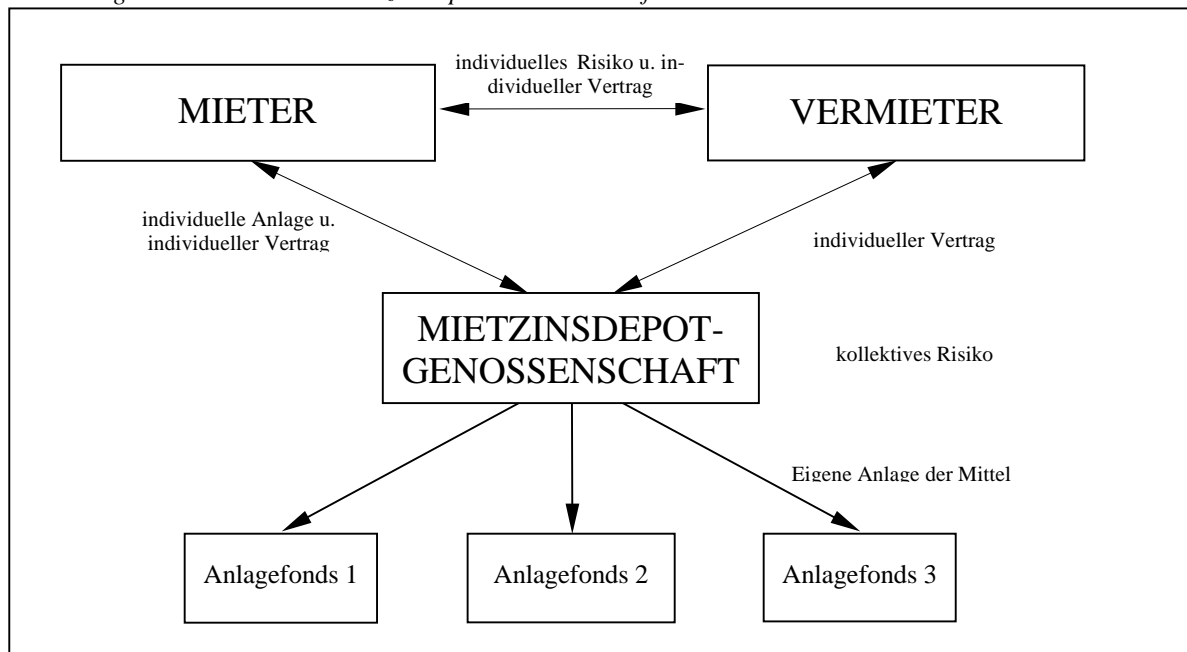 individuelles Risiko u. in-
dividueller Vertrag
MIETER
VERMIETER
individuelle Anlage u.
individueller Vertrag
individueller Vertrag
MIETZINSDEPOT-
GENOSSENSCHAFT
kollektives Risiko
Eigene Anlage der Mittel
Anlagefonds 1
Anlagefonds 2
Anlagefonds 3